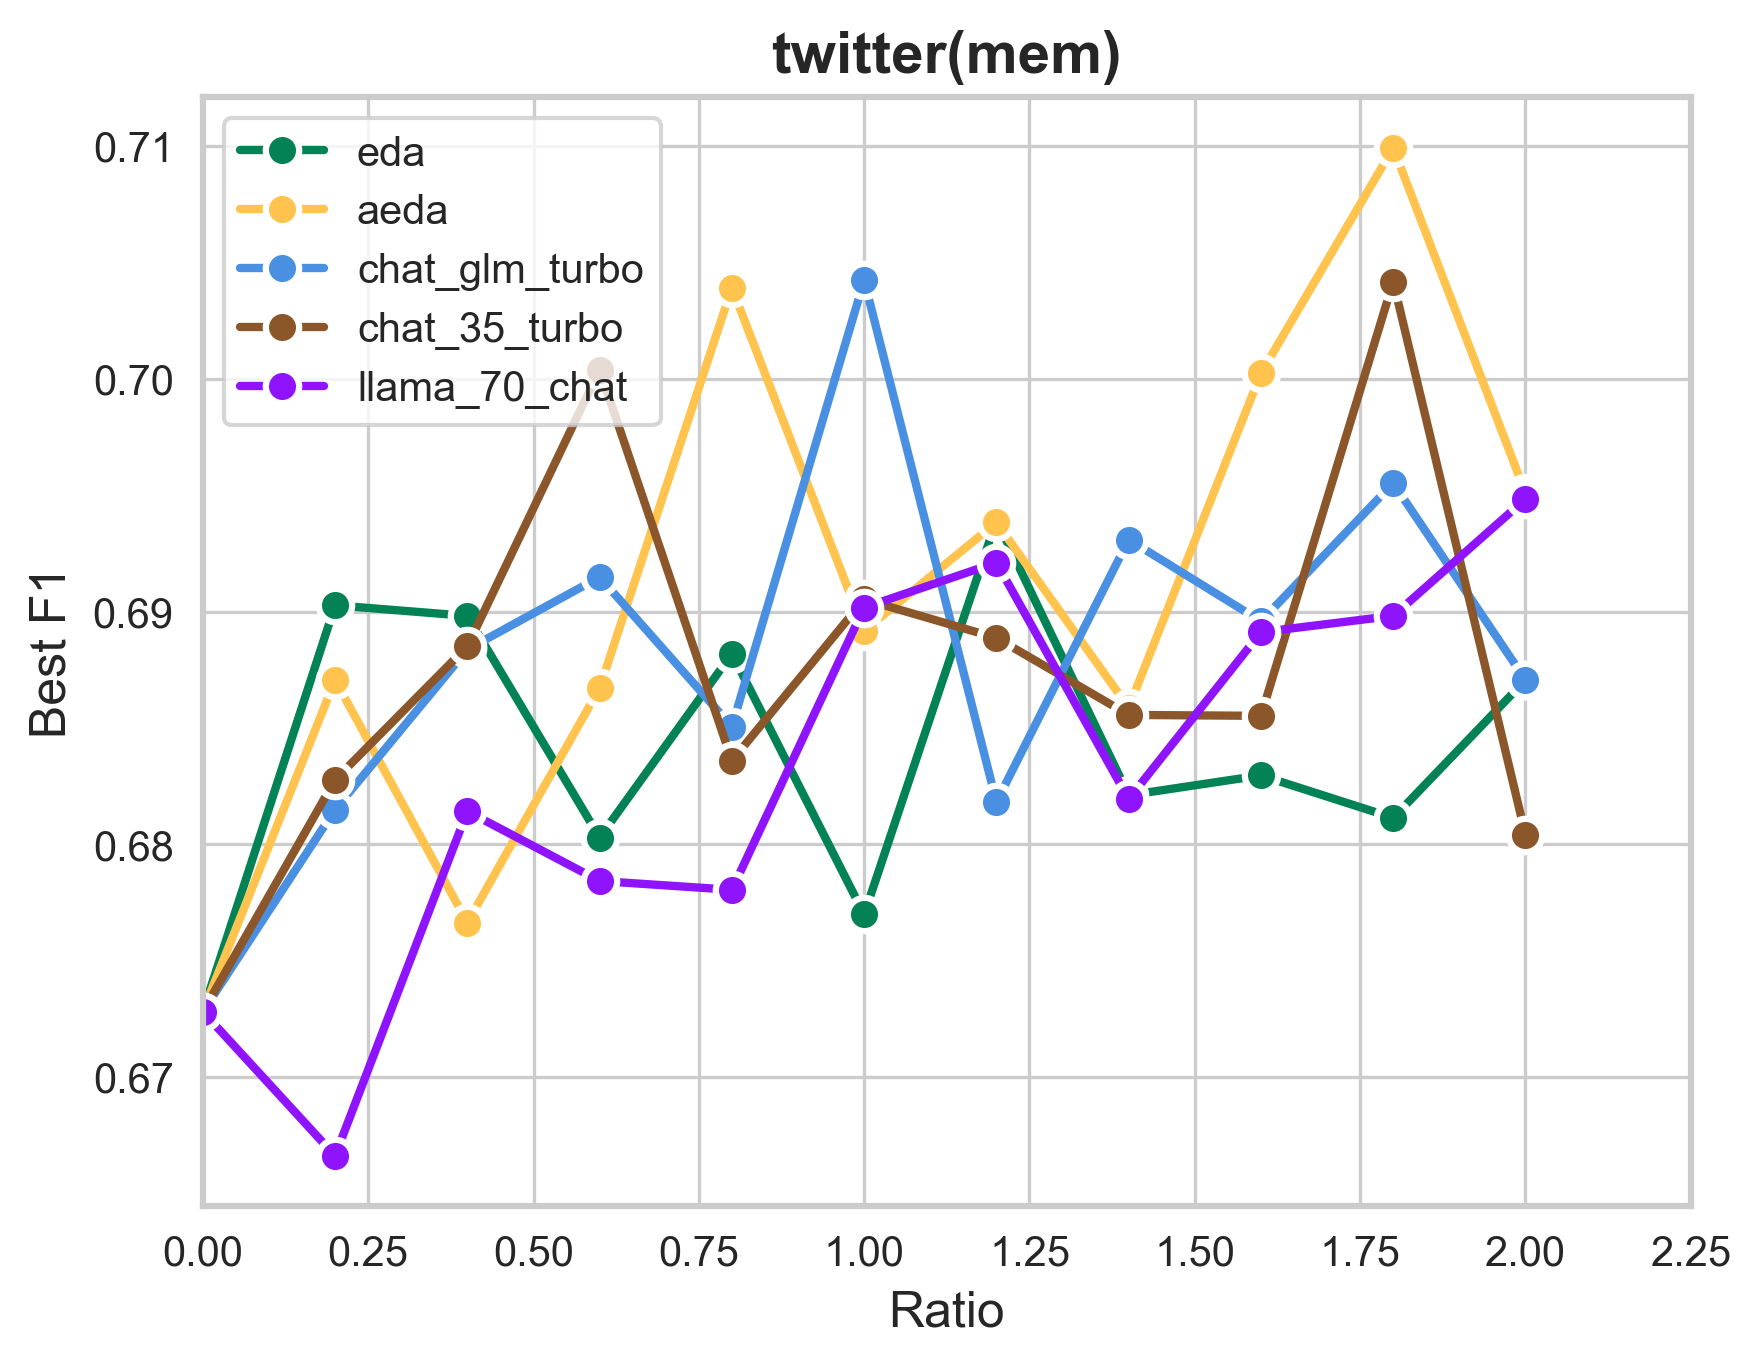 twitter(mem)
0.71
0.70
0.69
0.68
0.67
Best F1
eda
aeda
chat_glm_turbo
chat_35_turbo
llama_70_chat
0.00 0.25 0.50 0.75 1.00 1.25 1.50 1.75 2.00 2.25
Ratio